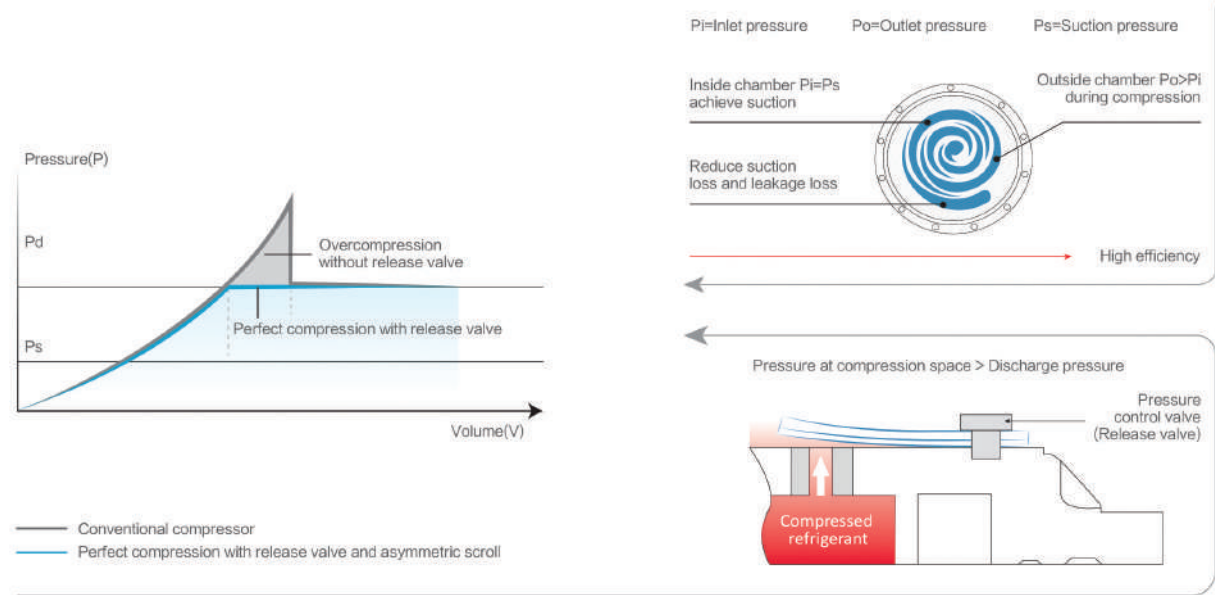 Pi=Inlet pressure Po=Outlet pressure Ps=Suction pressure
Inside chamber Pi=Ps
achieve suction
Outside chamber Po>Pi
during compression
Reduce suction
loss and leakage loss
High efficiency
Pressure(P)
Pd
Overcompression
without release valve
Perfect compression with release valve
Ps
Volume(V)
Conventional compressor
Perfect compression with release valve and asymmetric scroll
Pressure at compression space > Discharge pressure
Pressure
control valve
(Release valve)
Compressed
refrigerant